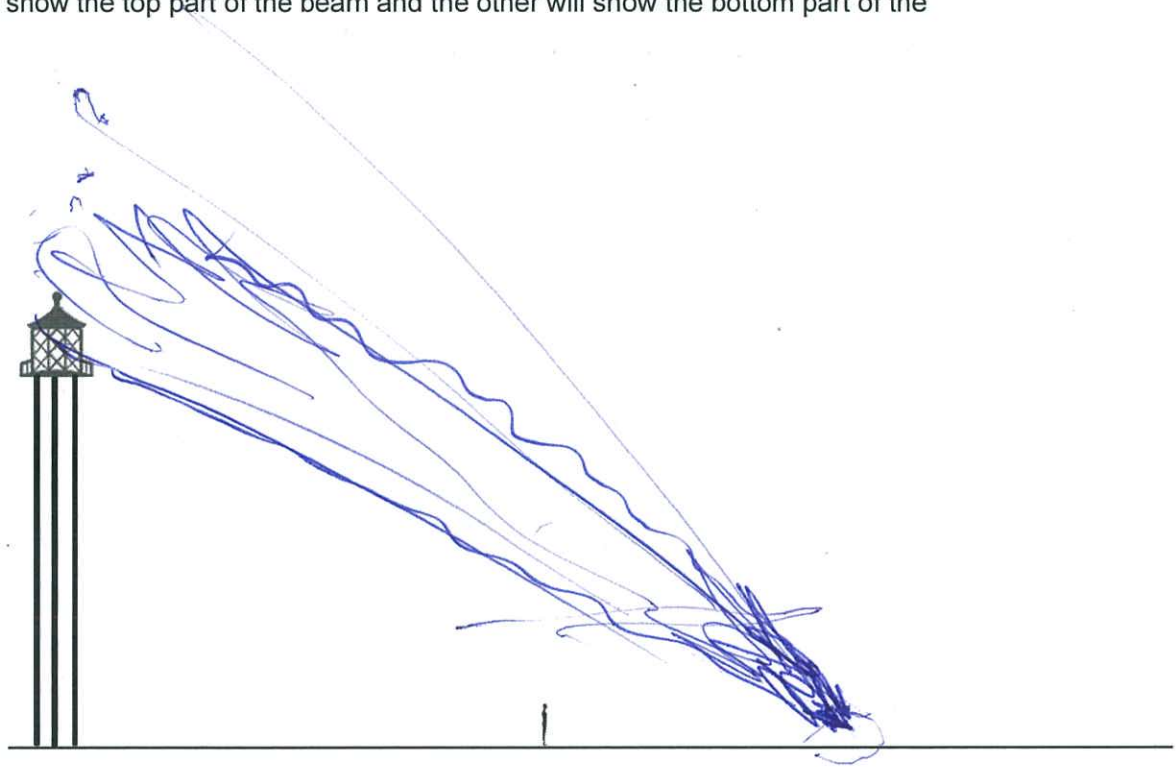 show the top part of the beam and the other will show the bottom part of the